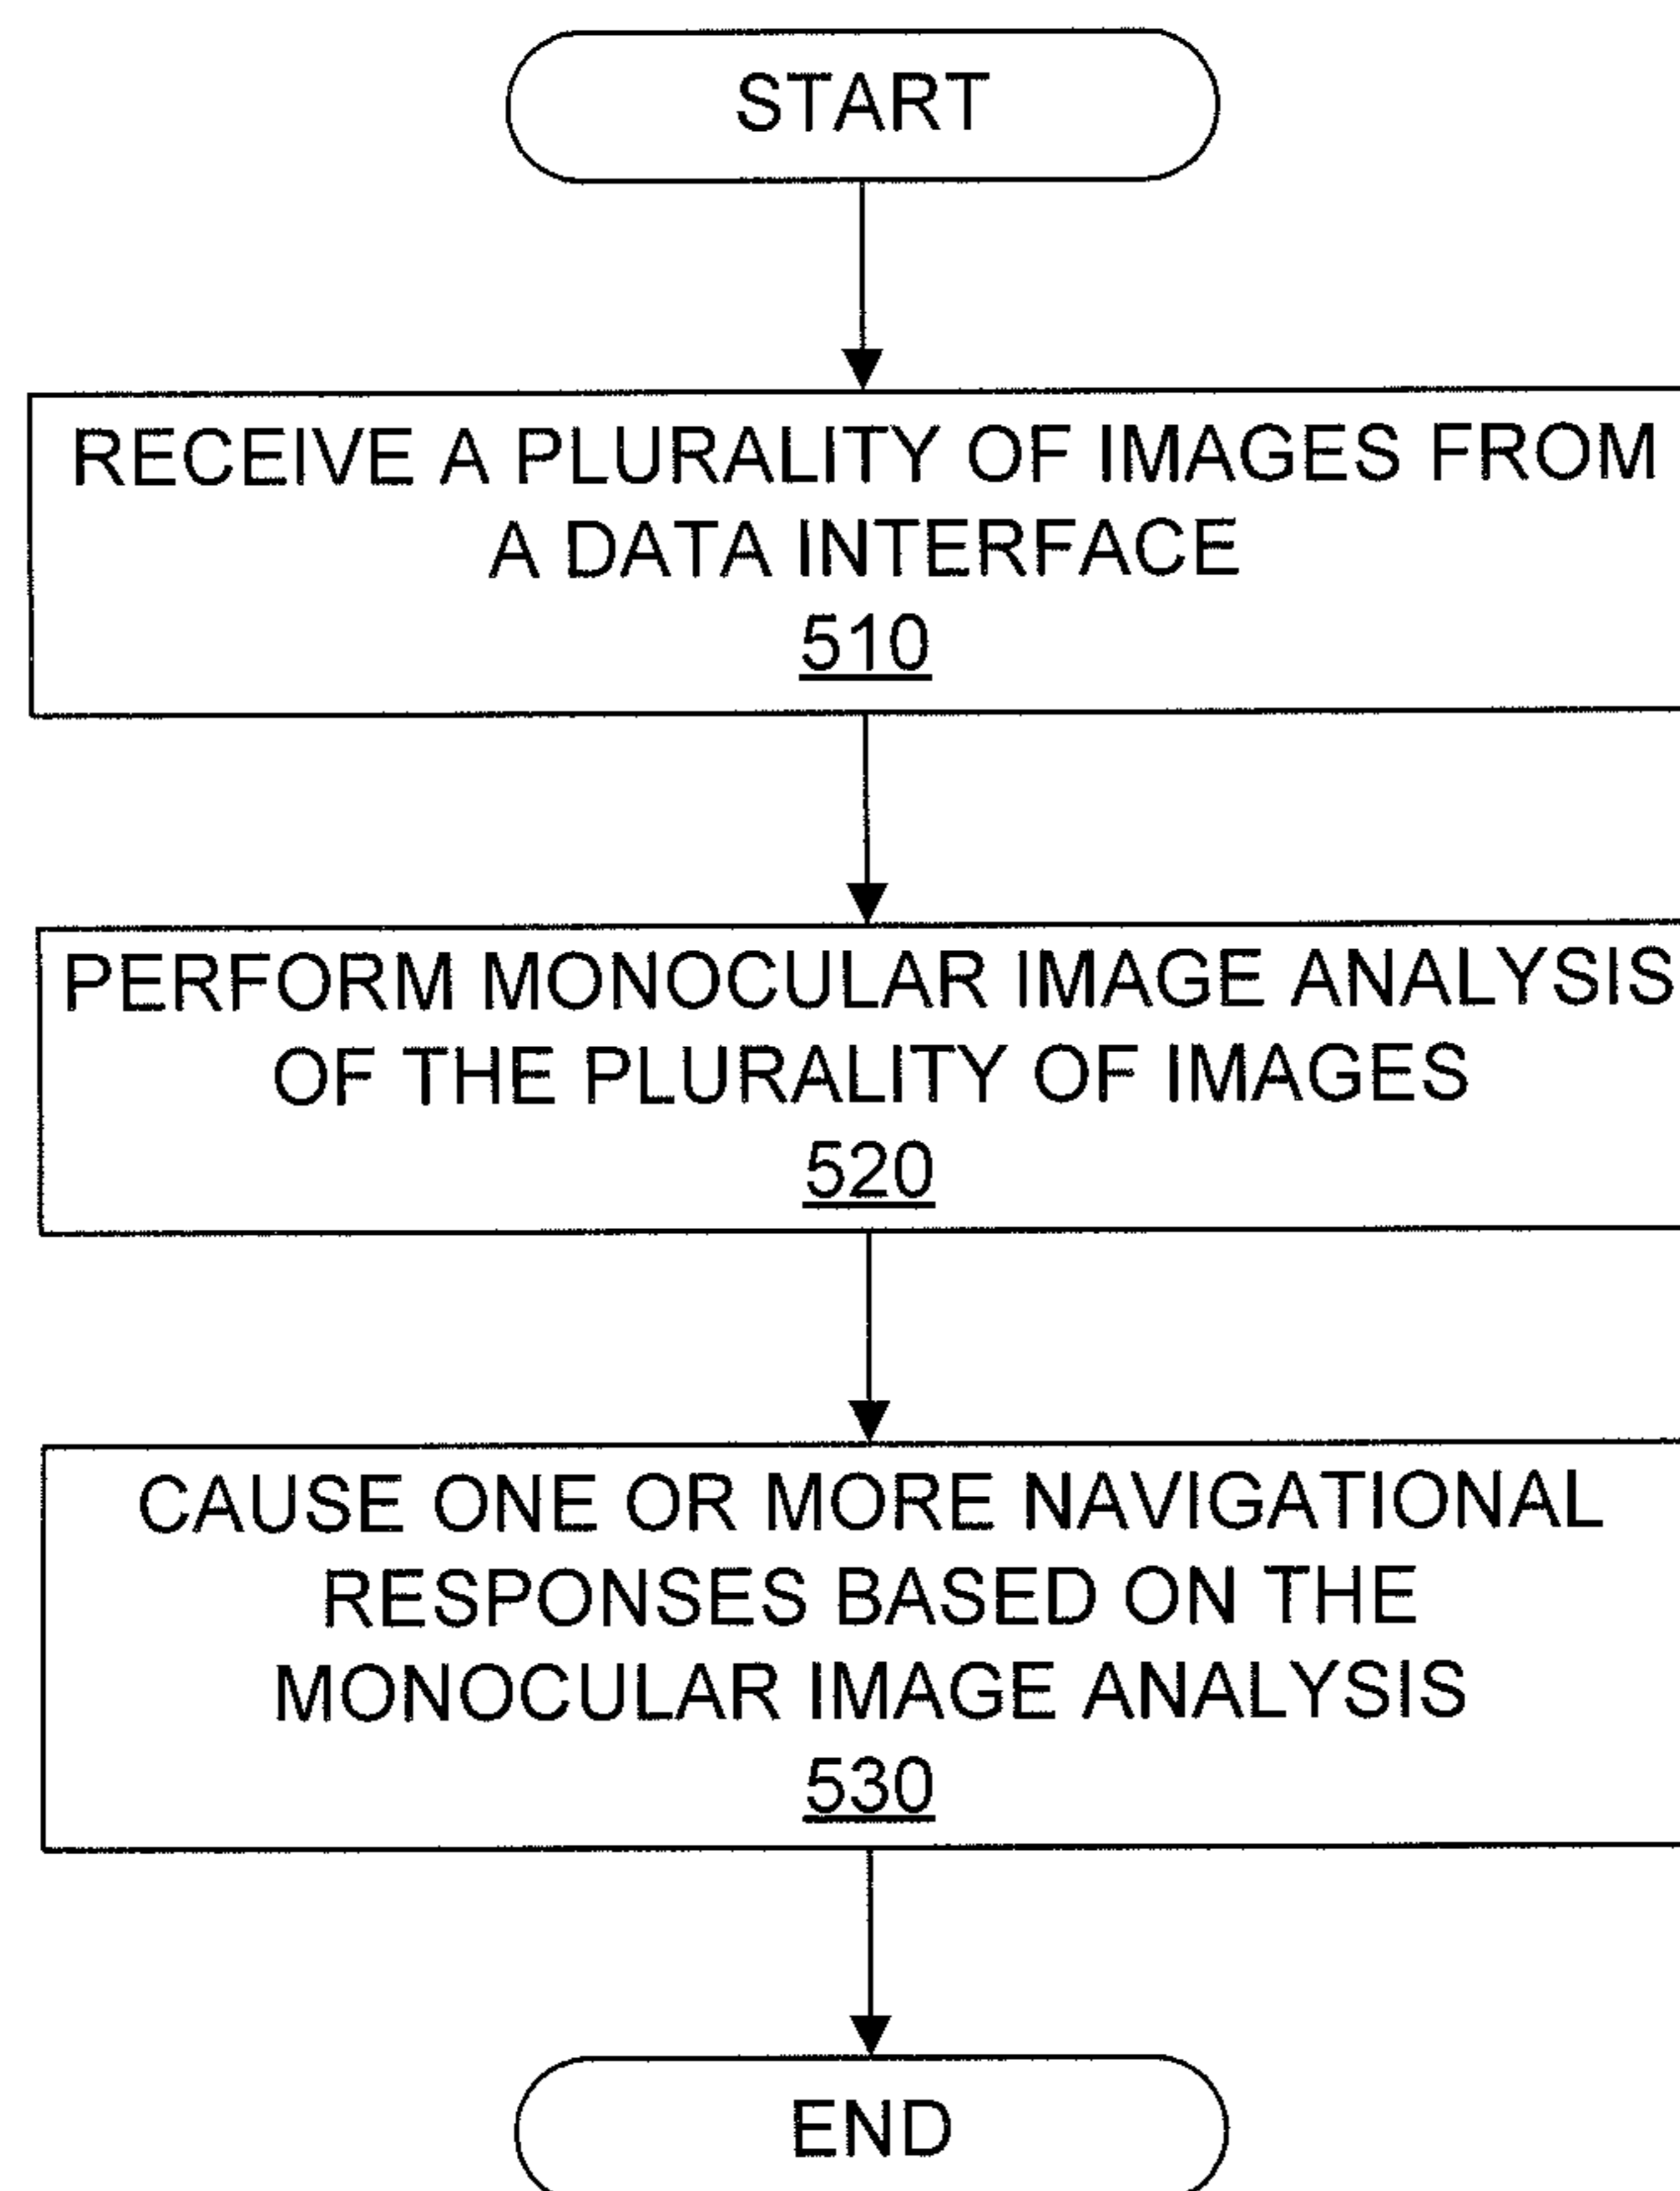 START
RECEIVE A PLURALITY OF IMAGES FROM
A DATA INTERFACE
510
PERFORM MONOCULAR IMAGE ANALYSIS
OF THE PLURALITY OF IMAGES
520
CAUSE ONE OR MORE NAVIGATIONAL
RESPONSES BASED ON THE
MONOCULAR IMAGE ANALYSIS
530
END